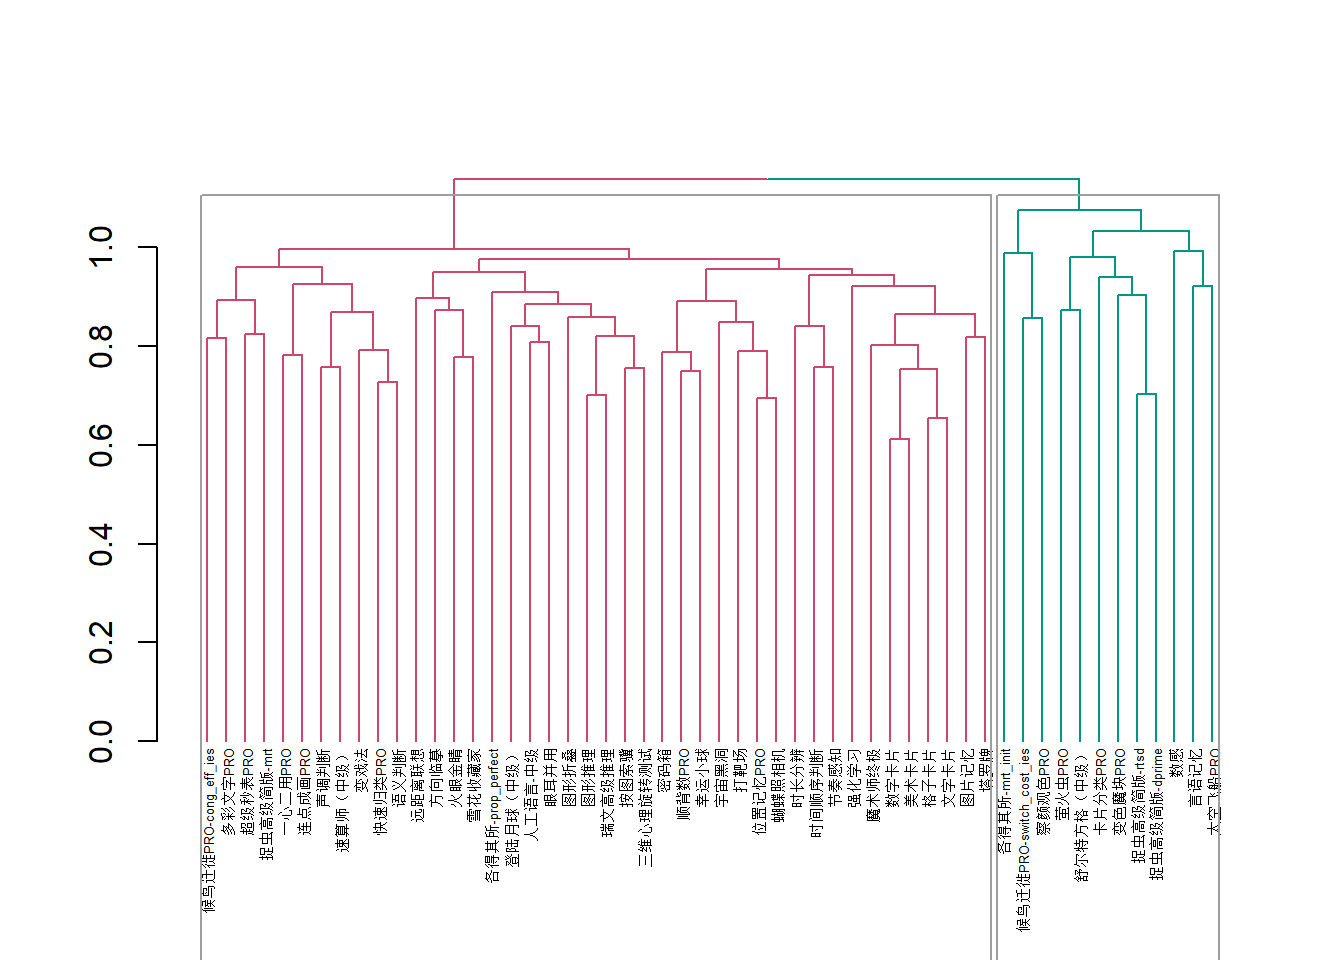 1.0
0.8
0.6
0.4
0.2
0.0
候鸟迁徙PRO-cong_eff_ies
多彩文字PRO
超级秒表PRO
捉虫高级简版-mrt
一心二用PRO
连点成画PRO
声调判断
速算师（中级）
变戏法
快速归类PRO
语义判断
远距离联想
方向临摹
火眼金睛
雪花收藏家
各得其所-prop_perfect
登陆月球（中级）
人工语言-中级
眼耳并用
图形折叠
图形推理
瑞文高级推理
按图索骥
三维心理旋转测试
密码箱
顺背数PRO
幸运小球
宇宙黑洞
打靶场
位置记忆PRO
蝴蝶照相机
时长分辨
时间顺序判断
节奏感知
强化学习
魔术师终极
数字卡片
美术卡片
格子卡片
文字卡片
图片记忆
塔罗牌
各得其所-mrt_init
候鸟迁徙PRO-switch_cost_ies
察颜观色PRO
萤火虫PRO
舒尔特方格（中级）
卡片分类PRO
变色魔块PRO
捉虫高级简版-rtsd
捉虫高级简版-dprime
数感
言语记忆
太空飞船PRO